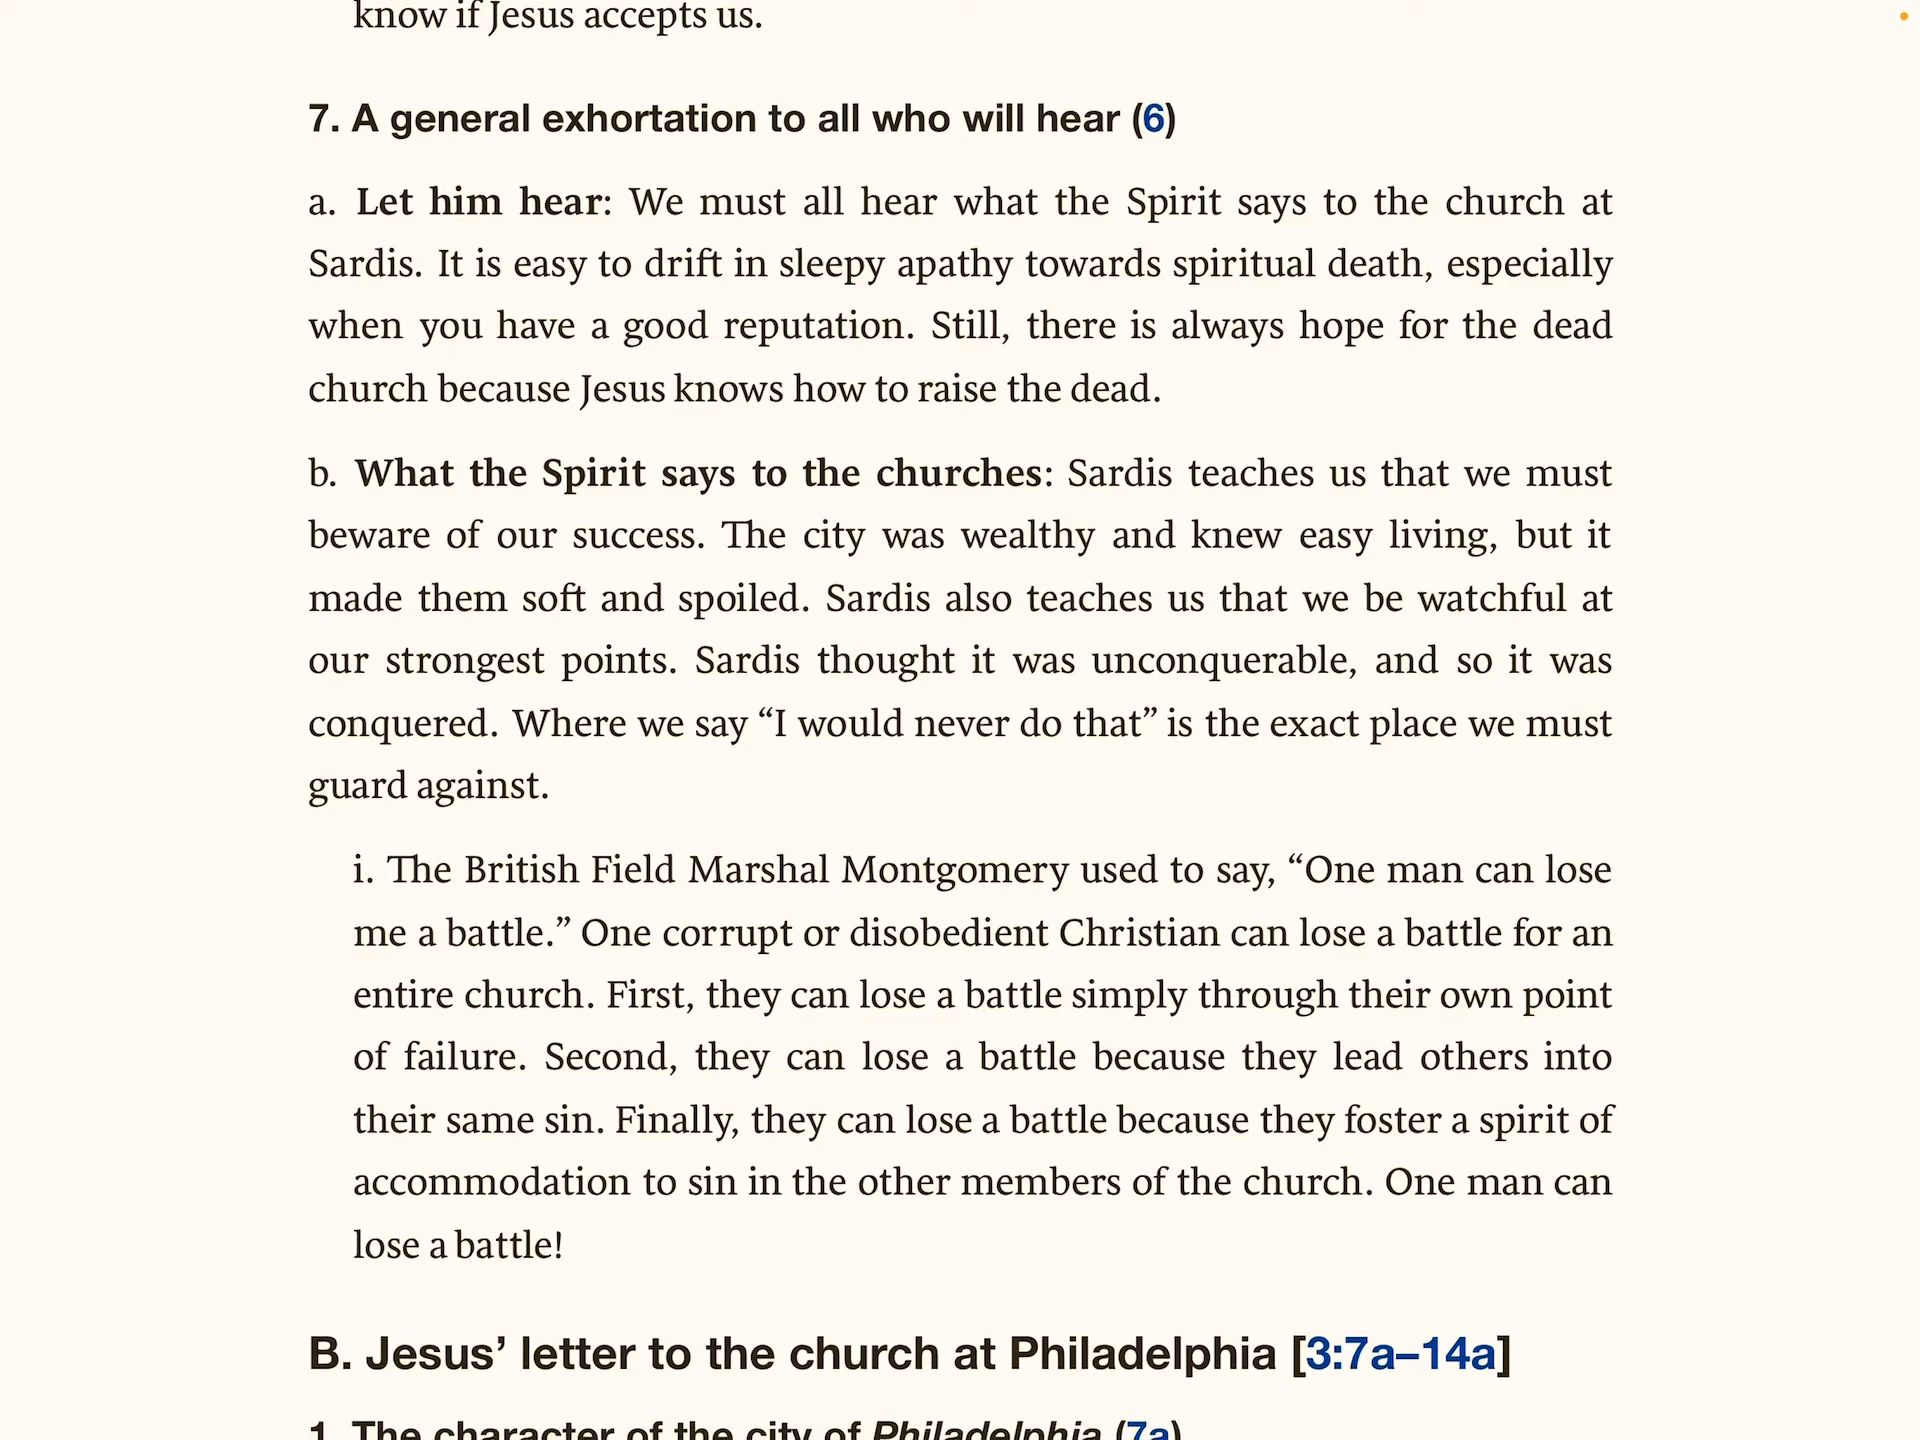 know if Jesus accepts us.
7. A general exhortation to all who will hear (6)
a. Let him hear: We must all hear what the Spirit says to the church at
Sardis. It is easy to drift in sleepy apathy towards spiritual death, especially
when you have a good reputation. Still, there is always hope for the dead
church because Jesus knows how to raise the dead.
b. What the Spirit says to the churches: Sardis teaches us that we must
beware of our success. The city was wealthy and knew easy living, but it
made them soft and spoiled. Sardis also teaches us that we be watchful at
our strongest points. Sardis thought it was unconquerable, and so it was
conquered. Where we say “I would never do that” is the exact place we must
guard against.
i. The British Field Marshal Montgomery used to say, “One man can lose
me a battle.” One corrupt or disobedient Christian can lose a battle for an
entire church. First, they can lose a battle simply through their own point
of failure. Second, they can lose a battle because they lead others into
their same sin. Finally, they can lose a battle because they foster a spirit of
accommodation to sin in the other members of the church. One man can
lose a battle!
B. Jesus’ letter to the church at Philadelphia [3:7a–14a]
1. The character of the city of Philadelphia (7a)